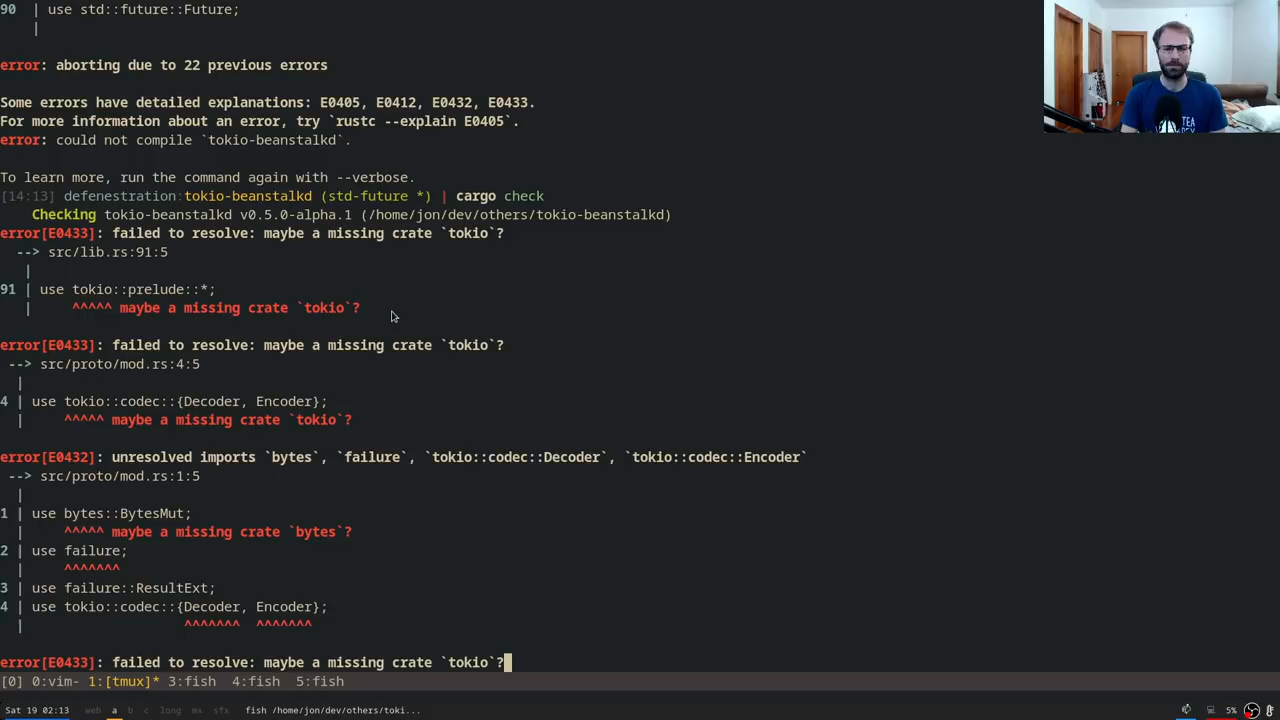 90 | use std::future::Future;
|
error: aborting due to 22 previous errors
Some errors have detailed explanations: E0405, E0412, E0432, E0433.
For more information about an error, try `rustc --explain E0405`.
error: could not compile `tokio-beanstalkd`.
To learn more, run the command again with --verbose.
[14:13] defenestration:tokio-beanstalkd (std-future *) | cargo check
Checking tokio-beanstalkd v0.5.0-alpha.1 (/home/jon/dev/others/tokio-beanstalkd)
error[E0433]: failed to resolve: maybe a missing crate `tokio`?
--> src/lib.rs:91:5
|
91 | use tokio::prelude::*;
| ^^^^^ maybe a missing crate `tokio`?
error[E0433]: failed to resolve: maybe a missing crate `tokio`?
--> src/proto/mod.rs:4:5
|
4 | use tokio::codec::{Decoder, Encoder};
| ^^^^^ maybe a missing crate `tokio`?
error[E0432]: unresolved imports `bytes`, `failure`, `tokio::codec::Decoder`, `tokio::codec::Encoder`
--> src/proto/mod.rs:1:5
|
1 | use bytes::BytesMut;
| ^^^^^ maybe a missing crate `bytes`?
2 | use failure;
| ^^^^^^^
3 | use failure::ResultExt;
4 | use tokio::codec::{Decoder, Encoder};
| ^^^^^^^ ^^^^^^^
error[E0433]: failed to resolve: maybe a missing crate `tokio`?
[0] 0:vim- 1:[tmux]* 3:fish 4:fish 5:fish
Sat 19 02:13 web a b c long mx sfx fish /home/jon/dev/others/toki... 5%
TEA